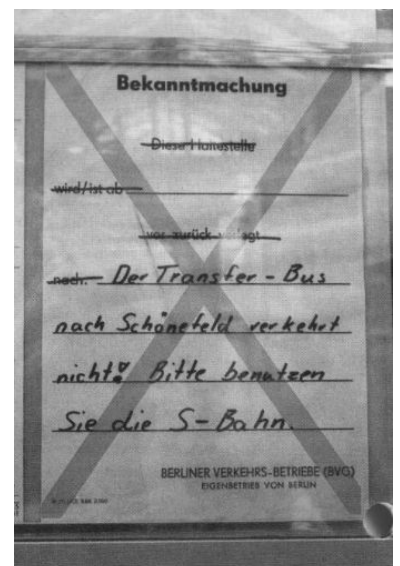 Bekanntmachung
Diese Haltestelle
wird/ist ab
vor zurück verlegt
nach: Der Transfer-Bus
nach Schönefeld verkehrt
nicht! Bitte benutzen
Sie die S-Bahn.
BERLINER VERKEHRS-BETRIEBE (BVG)
EIGENBETRIEB VON BERLIN